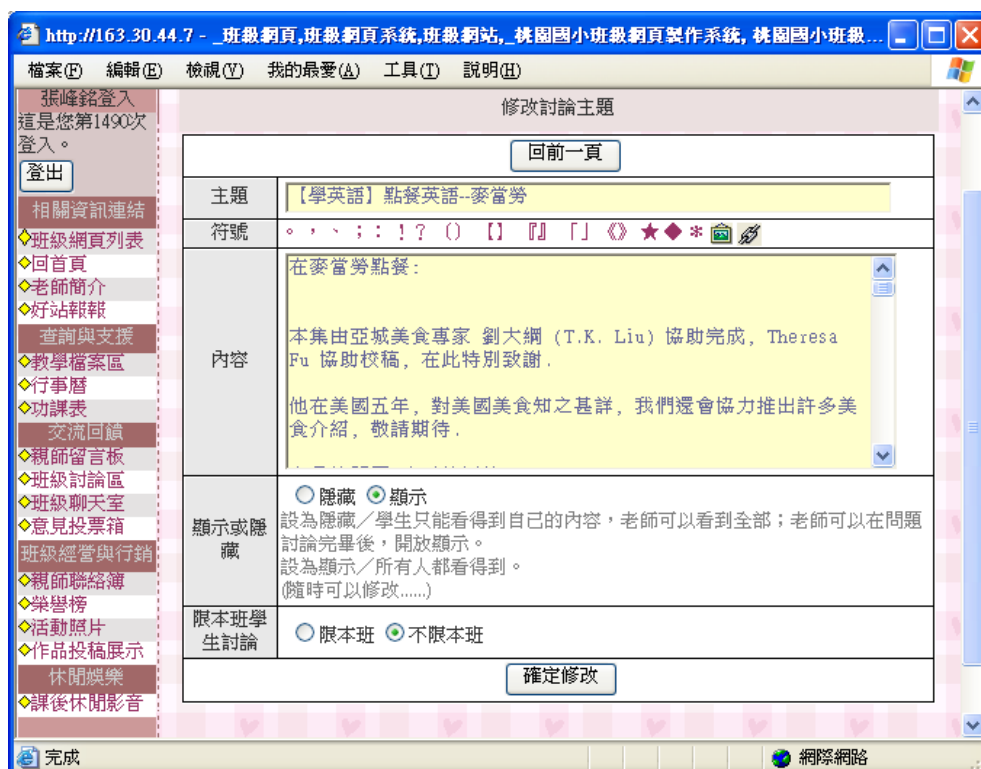 http://163.30.44.7 - _班級網頁,班級網頁系統,班級網站,_桃園國小班級網頁製作系統, 桃園國小班級...
檔案(F) 編輯(E) 檢視(V) 我的最愛(A) 工具(T) 說明(H)
張峰銘登入
這是您第1490次
登入。
登出
相關資訊連結
班級網頁列表
回首頁
老師簡介
好站報報
查詢與支援
教學檔案區
行事曆
功課表
交流回饋
親師留言板
班級討論區
班級聊天室
意見投票箱
班級經營與行銷
親師聯絡簿
榮譽榜
活動照片
作品投稿展示
休閒娛樂
課後休閒影音
修改討論主題
回前一頁
主題 【學英語】點餐英語--麥當勞
符號 。 , 、 ; : ! ? () 【】 『』 「」 《》 ★ ◆ *
內容
在麥當勞點餐:
本集由亞城美食專家 劉大綱 (T.K. Liu) 協助完成, Theresa
Fu 協助校稿, 在此特別致謝.
他在美國五年, 對美國美食知之甚詳, 我們還會協力推出許多美
食介紹, 敬請期待.
顯示或隱
藏
隱藏 顯示
設為隱藏／學生只能看得到自己的內容，老師可以看到全部；老師可以在問題
討論完畢後，開放顯示。
設為顯示／所有人都看得到。
(隨時可以修改......)
限本班學
生討論
限本班 不限本班
確定修改
完成
網際網路